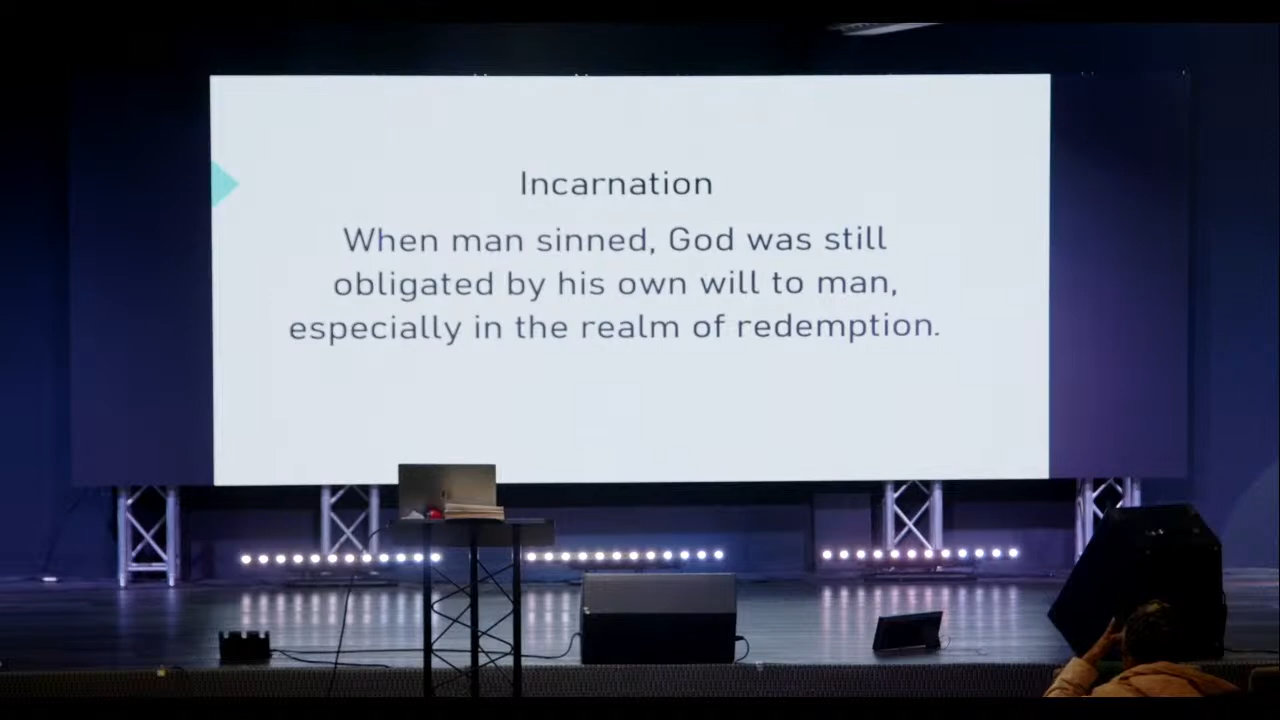 Incarnation
When man sinned, God was still
obligated by his own will to man,
especially in the realm of redemption.